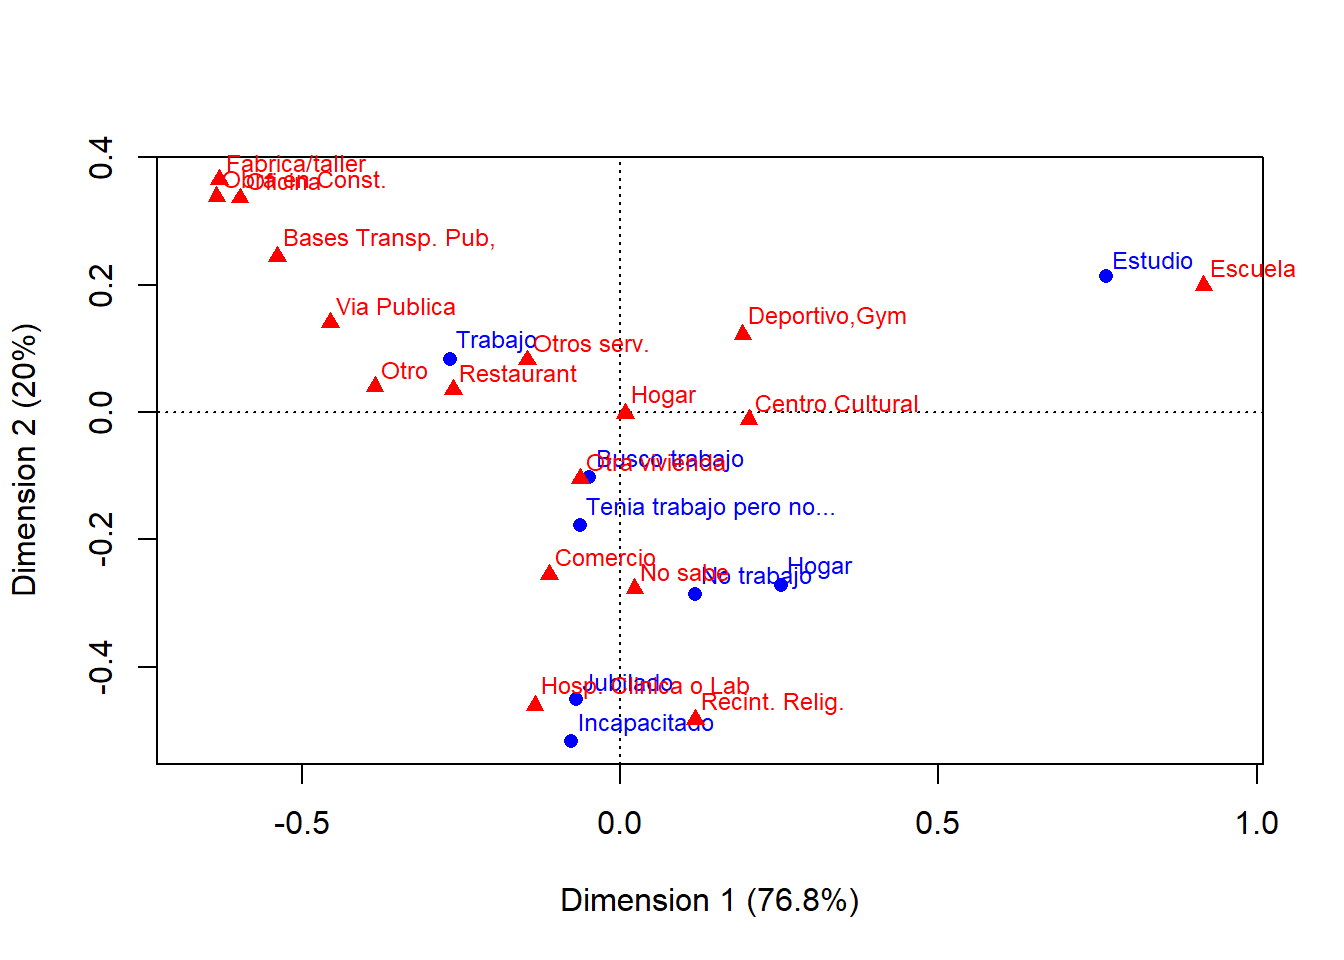 Fabrica/taller
Obra en Const.
Oficina
Bases Transp. Pub,
Via Publica
Trabajo
Otros serv.
Otro
Restaurant
Hogar
Deportivo,Gym
Centro Cultural
Estudio
Escuela
Busco trabajo
Otra vivienda
Tenia trabajo pero no...
Comercio
No sabe
No trabajo
Hogar
Jubilado
Hosp. Clinica o Lab
Recint. Relig.
Incapacitado
0.4
0.2
0.0
-0.2
-0.4
Dimension 2 (20%)
-0.5
0.0
0.5
1.0
Dimension 1 (76.8%)